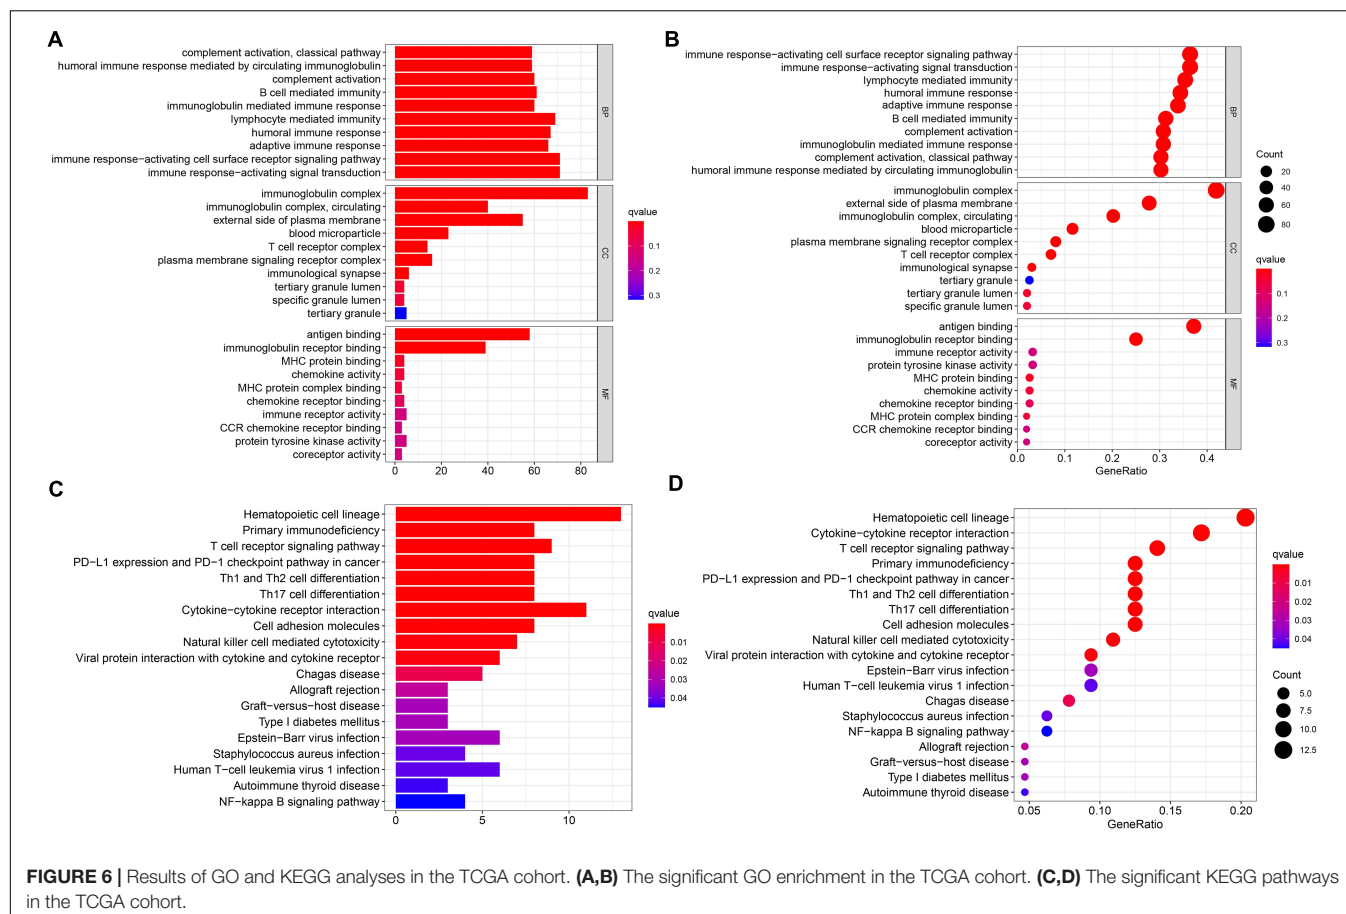 A
complement activation, classical pathway
humoral immune response mediated by circulating immunoglobulin
complement activation
B cell mediated immunity
immunoglobulin mediated immune response
lymphocyte mediated immunity
humoral immune response
adaptive immune response
immune response−activating cell surface receptor signaling pathway
immune response−activating signal transduction
BP
immunoglobulin complex
immunoglobulin complex, circulating
external side of plasma membrane
blood microparticle
T cell receptor complex
plasma membrane signaling receptor complex
immunological synapse
tertiary granule lumen
specific granule lumen
tertiary granule
CC
antigen binding
immunoglobulin receptor binding
MHC protein binding
chemokine activity
MHC protein complex binding
chemokine receptor binding
immune receptor activity
CCR chemokine receptor binding
protein tyrosine kinase activity
coreceptor activity
MF
0 20 40 60 80
qvalue
0.1
0.2
0.3
B
immune response−activating cell surface receptor signaling pathway
immune response−activating signal transduction
lymphocyte mediated immunity
humoral immune response
adaptive immune response
B cell mediated immunity
complement activation
immunoglobulin mediated immune response
complement activation, classical pathway
humoral immune response mediated by circulating immunoglobulin
BP
immunoglobulin complex
external side of plasma membrane
immunoglobulin complex, circulating
blood microparticle
plasma membrane signaling receptor complex
T cell receptor complex
immunological synapse
tertiary granule
tertiary granule lumen
specific granule lumen
CC
antigen binding
immunoglobulin receptor binding
immune receptor activity
protein tyrosine kinase activity
MHC protein binding
chemokine activity
chemokine receptor binding
MHC protein complex binding
CCR chemokine receptor binding
coreceptor activity
MF
0.0 0.1 0.2 0.3 0.4
GeneRatio
Count
20
40
60
80
qvalue
0.1
0.2
0.3
C
Hematopoietic cell lineage
Primary immunodeficiency
T cell receptor signaling pathway
PD−L1 expression and PD−1 checkpoint pathway in cancer
Th1 and Th2 cell differentiation
Th17 cell differentiation
Cytokine−cytokine receptor interaction
Cell adhesion molecules
Natural killer cell mediated cytotoxicity
Viral protein interaction with cytokine and cytokine receptor
Chagas disease
Allograft rejection
Graft−versus−host disease
Type I diabetes mellitus
Epstein−Barr virus infection
Staphylococcus aureus infection
Human T−cell leukemia virus 1 infection
Autoimmune thyroid disease
NF−kappa B signaling pathway
0 5 10
qvalue
0.01
0.02
0.03
0.04
D
Hematopoietic cell lineage
Cytokine−cytokine receptor interaction
T cell receptor signaling pathway
Primary immunodeficiency
PD−L1 expression and PD−1 checkpoint pathway in cancer
Th1 and Th2 cell differentiation
Th17 cell differentiation
Cell adhesion molecules
Natural killer cell mediated cytotoxicity
Viral protein interaction with cytokine and cytokine receptor
Epstein−Barr virus infection
Human T−cell leukemia virus 1 infection
Chagas disease
Staphylococcus aureus infection
NF−kappa B signaling pathway
Allograft rejection
Graft−versus−host disease
Type I diabetes mellitus
Autoimmune thyroid disease
0.05 0.10 0.15 0.20
GeneRatio
qvalue
0.01
0.02
0.03
0.04
Count
5.0
7.5
10.0
12.5
FIGURE 6 | Results of GO and KEGG analyses in the TCGA cohort. (A,B) The significant GO enrichment in the TCGA cohort. (C,D) The significant KEGG pathways
in the TCGA cohort.